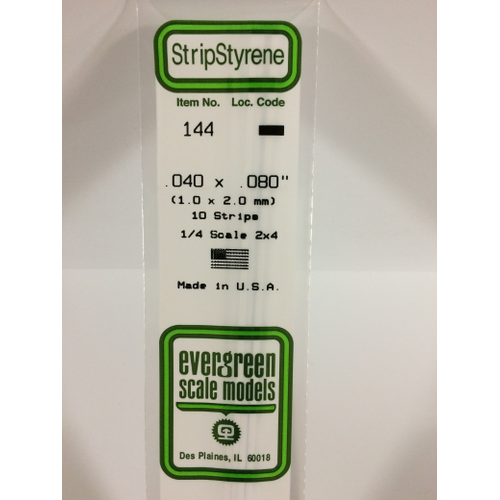 StripStyrene
Item No. Loc. Code
144
.040 x .080"
(1.0 x 2.0 mm)
10 Strips
1/4 Scale 2x4
Made in U.S.A.
evergreen
scale models
Des Plaines, IL 60018